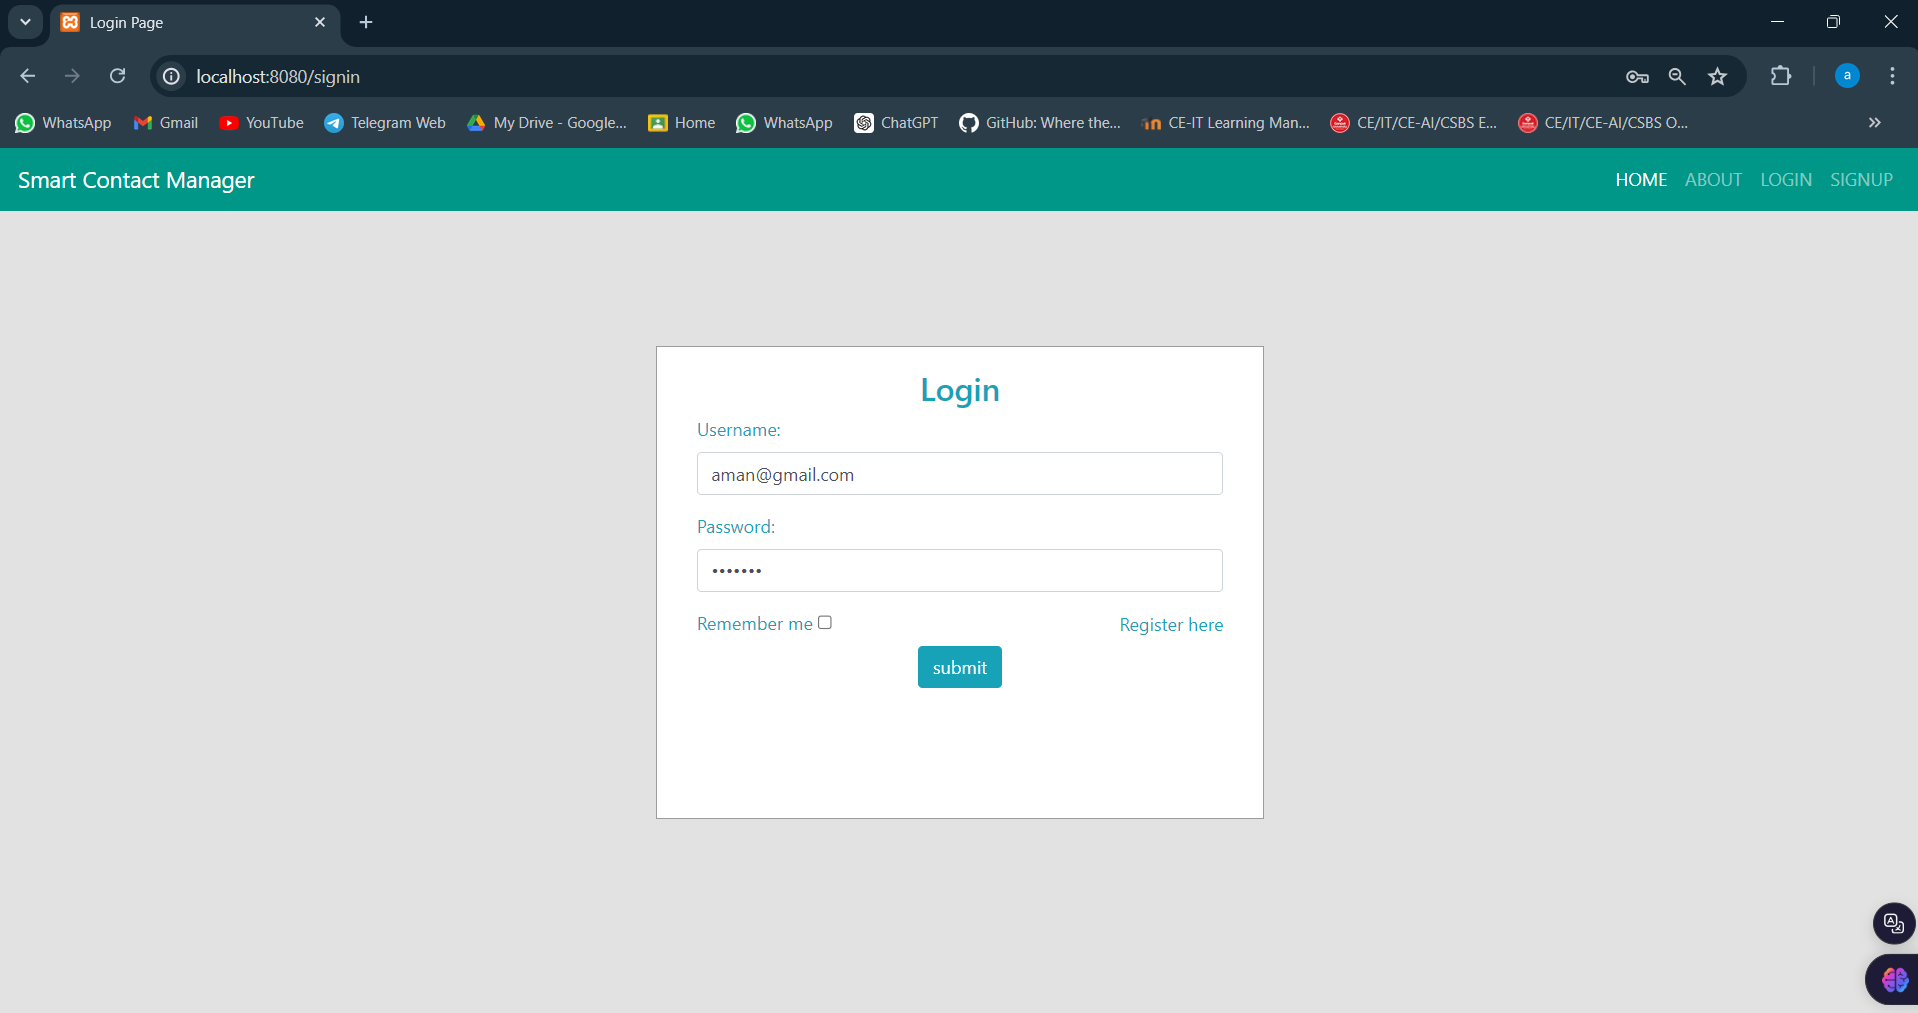 Login Page
localhost:8080/signin
a
WhatsApp Gmail YouTube Telegram Web My Drive - Google... Home WhatsApp ChatGPT GitHub: Where the... CE-IT Learning Man... CE/IT/CE-AI/CSBS E... CE/IT/CE-AI/CSBS O...
Smart Contact Manager HOME ABOUT LOGIN SIGNUP
Login
Username:
aman@gmail.com
Password:
•••••••
Remember me Register here
submit